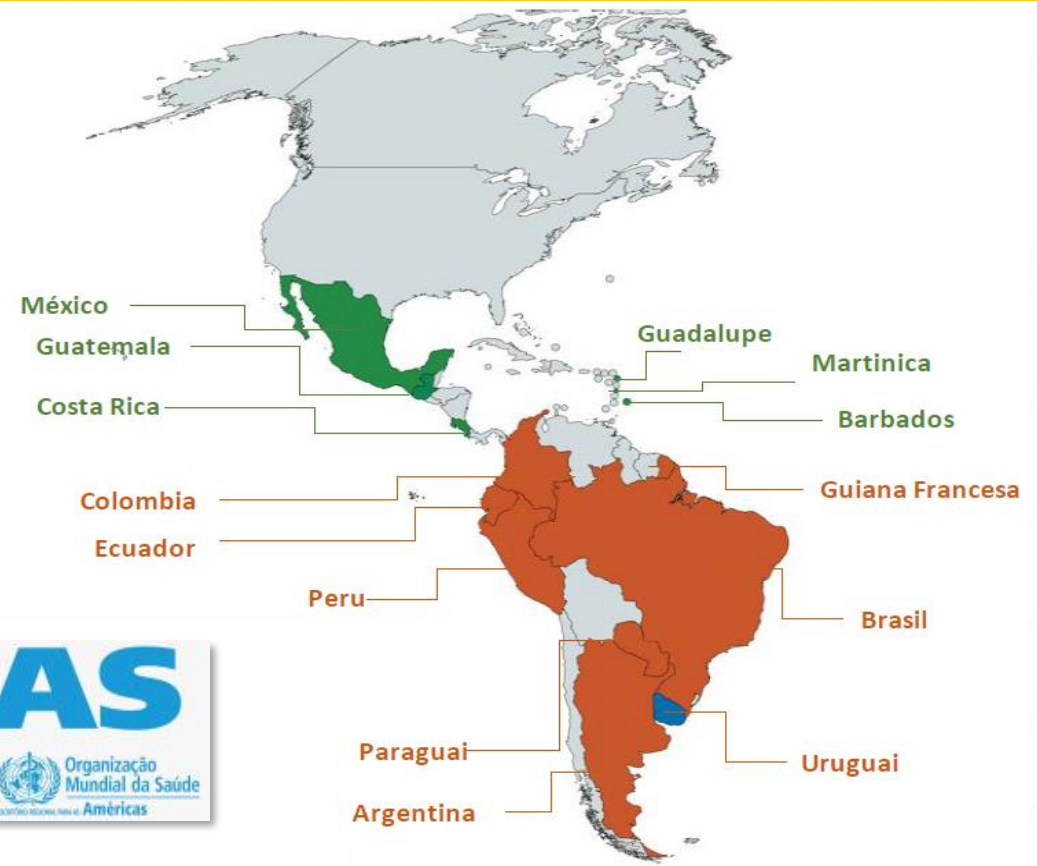 México
Guatemala
Costa Rica
Guadalupe
Martinica
Barbados
Colombia
Ecuador
Peru
Guiana Francesa
Brasil
Paraguai
Argentina
Uruguai
AS
Organização
Mundial da Saúde
Américas